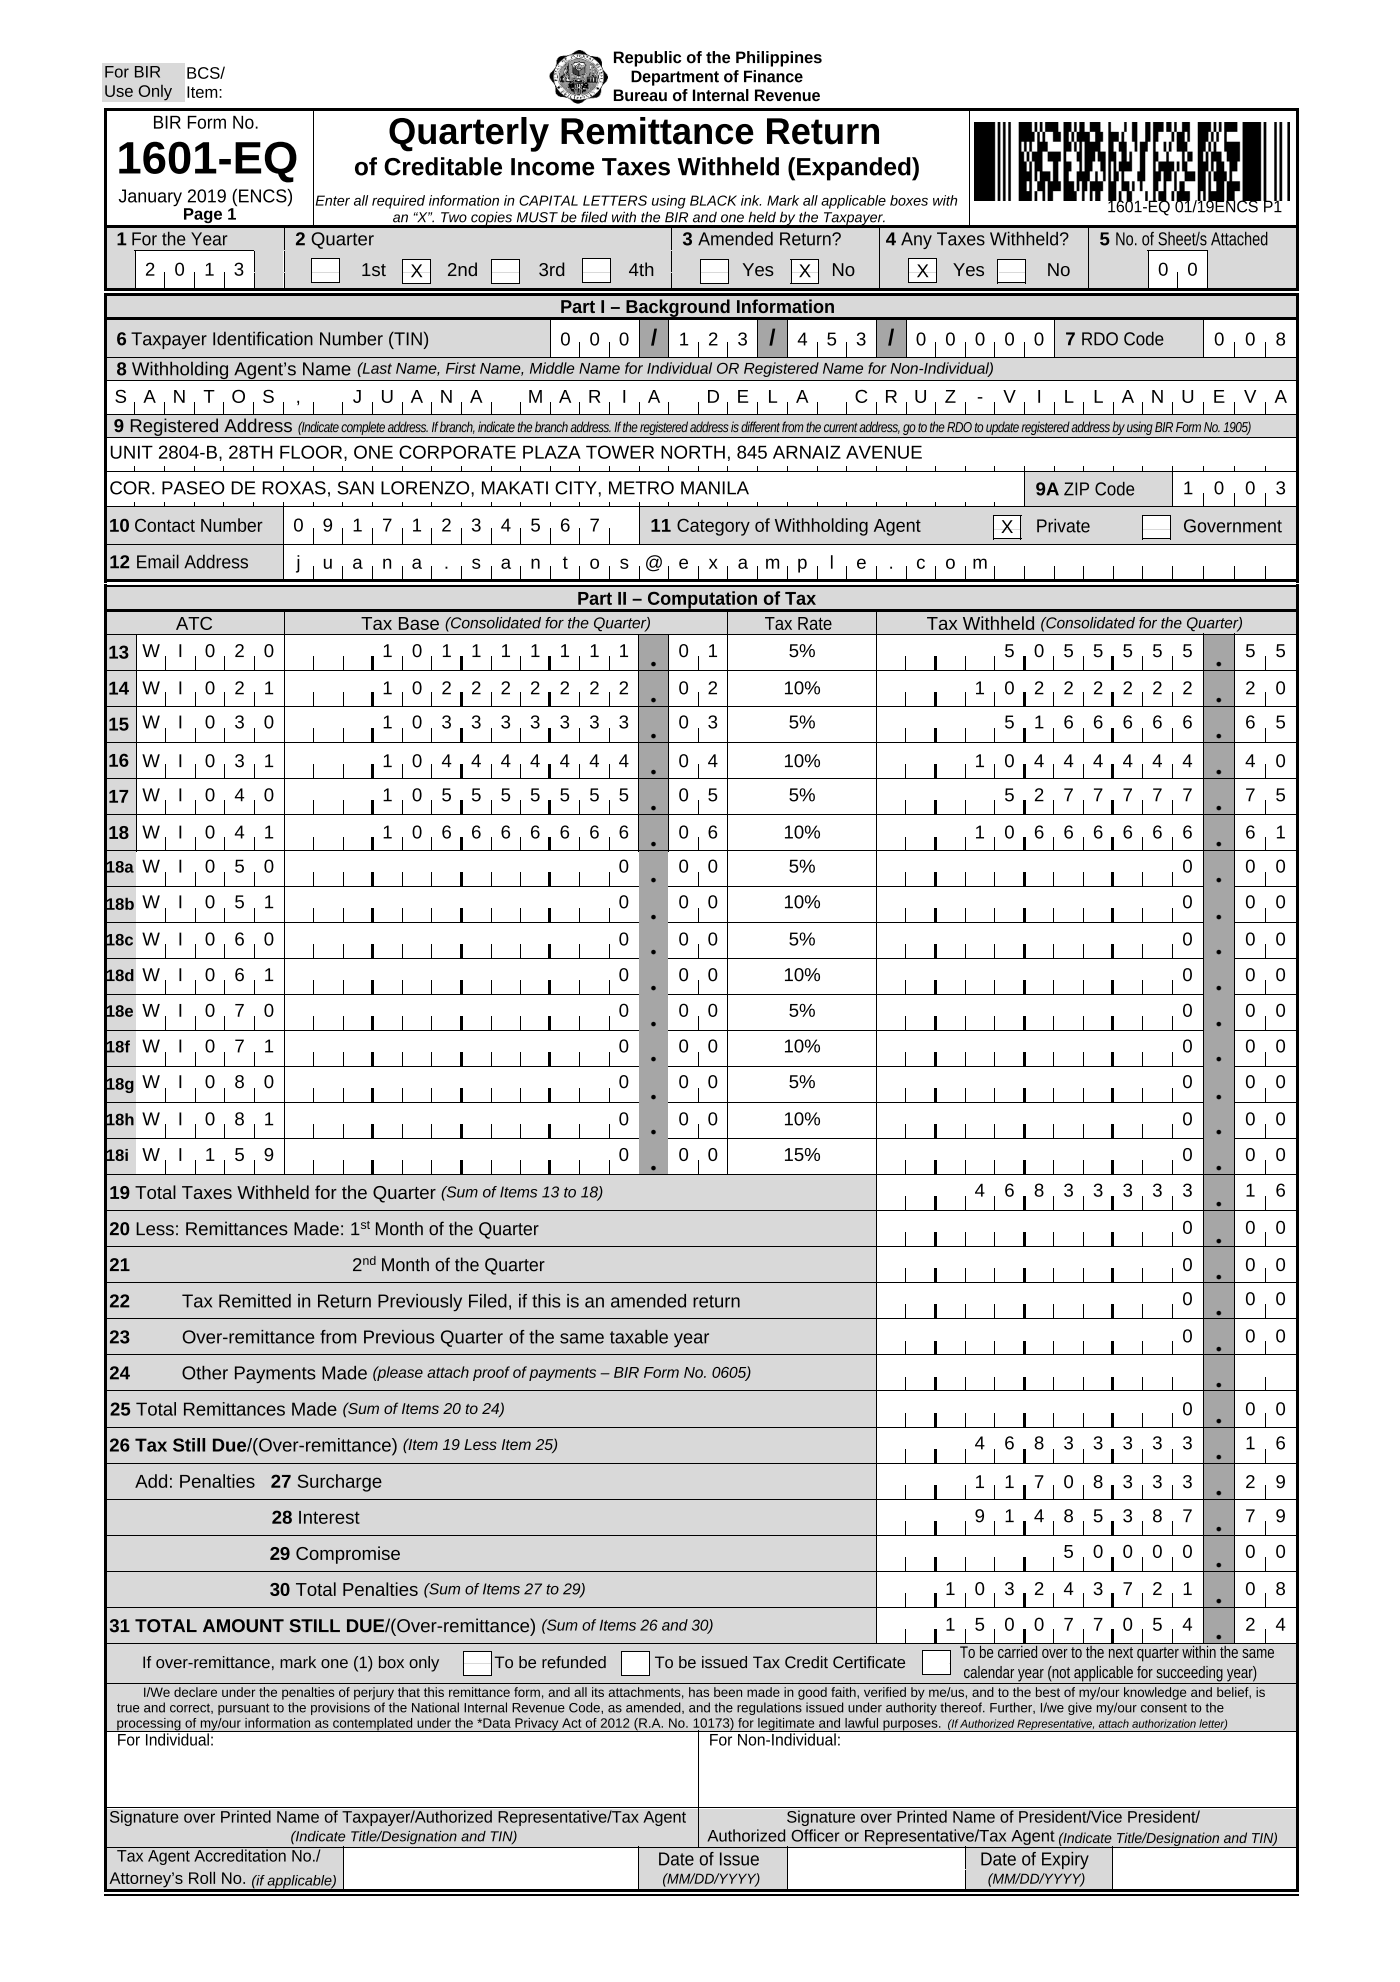 For BIR BCS/
Use Only Item:
Republic of the Philippines
Department of Finance
Bureau of Internal Revenue
BIR Form No.
1601-EQ
January 2019 (ENCS)
Page 1
Quarterly Remittance Return
of Creditable Income Taxes Withheld (Expanded)
Enter all required information in CAPITAL LETTERS using BLACK ink. Mark all applicable boxes with
an “X”. Two copies MUST be filed with the BIR and one held by the Taxpayer.
1601-EQ 01/19ENCS P1
1 For the Year 2 Quarter 3 Amended Return? 4 Any Taxes Withheld? 5 No. of Sheet/s Attached
2 0 1 3 1st X 2nd 3rd 4th Yes X No X Yes No 0 0
Part I – Background Information
6 Taxpayer Identification Number (TIN) 0 0 0 / 1 2 3 / 4 5 3 / 0 0 0 0 0 7 RDO Code 0 0 8
8 Withholding Agent’s Name (Last Name, First Name, Middle Name for Individual OR Registered Name for Non-Individual)
S A N T O S , J U A N A M A R I A D E L A C R U Z - V I L L A N U E V A
9 Registered Address (Indicate complete address. If branch, indicate the branch address. If the registered address is different from the current address, go to the RDO to update registered address by using BIR Form No. 1905)
UNIT 2804-B, 28TH FLOOR, ONE CORPORATE PLAZA TOWER NORTH, 845 ARNAIZ AVENUE
COR. PASEO DE ROXAS, SAN LORENZO, MAKATI CITY, METRO MANILA 9A ZIP Code 1 0 0 3
10 Contact Number 0 9 1 7 1 2 3 4 5 6 7 11 Category of Withholding Agent X Private Government
12 Email Address j u a n a . s a n t o s @ e x a m p l e . c o m
Part II – Computation of Tax
ATC Tax Base (Consolidated for the Quarter) Tax Rate Tax Withheld (Consolidated for the Quarter)
13 W I 0 2 0 1 0 1 1 1 1 1 1 1 . 0 1 5% 5 0 5 5 5 5 5 . 5 5
14 W I 0 2 1 1 0 2 2 2 2 2 2 2 . 0 2 10% 1 0 2 2 2 2 2 2 . 2 0
15 W I 0 3 0 1 0 3 3 3 3 3 3 3 . 0 3 5% 5 1 6 6 6 6 6 . 6 5
16 W I 0 3 1 1 0 4 4 4 4 4 4 4 . 0 4 10% 1 0 4 4 4 4 4 4 . 4 0
17 W I 0 4 0 1 0 5 5 5 5 5 5 5 . 0 5 5% 5 2 7 7 7 7 7 . 7 5
18 W I 0 4 1 1 0 6 6 6 6 6 6 6 . 0 6 10% 1 0 6 6 6 6 6 6 . 6 1
18a W I 0 5 0 0 . 0 0 5% 0 . 0 0
18b W I 0 5 1 0 . 0 0 10% 0 . 0 0
18c W I 0 6 0 0 . 0 0 5% 0 . 0 0
18d W I 0 6 1 0 . 0 0 10% 0 . 0 0
18e W I 0 7 0 0 . 0 0 5% 0 . 0 0
18f W I 0 7 1 0 . 0 0 10% 0 . 0 0
18g W I 0 8 0 0 . 0 0 5% 0 . 0 0
18h W I 0 8 1 0 . 0 0 10% 0 . 0 0
18i W I 1 5 9 0 . 0 0 15% 0 . 0 0
19 Total Taxes Withheld for the Quarter (Sum of Items 13 to 18) 4 6 8 3 3 3 3 3 . 1 6
20 Less: Remittances Made: 1st Month of the Quarter 0 . 0 0
21 2nd Month of the Quarter 0 . 0 0
22 Tax Remitted in Return Previously Filed, if this is an amended return 0 . 0 0
23 Over-remittance from Previous Quarter of the same taxable year 0 . 0 0
24 Other Payments Made (please attach proof of payments – BIR Form No. 0605) .
25 Total Remittances Made (Sum of Items 20 to 24) 0 . 0 0
26 Tax Still Due/(Over-remittance) (Item 19 Less Item 25) 4 6 8 3 3 3 3 3 . 1 6
Add: Penalties 27 Surcharge 1 1 7 0 8 3 3 3 . 2 9
28 Interest 9 1 4 8 5 3 8 7 . 7 9
29 Compromise 5 0 0 0 0 . 0 0
30 Total Penalties (Sum of Items 27 to 29) 1 0 3 2 4 3 7 2 1 . 0 8
31 TOTAL AMOUNT STILL DUE/(Over-remittance) (Sum of Items 26 and 30) 1 5 0 0 7 7 0 5 4 . 2 4
If over-remittance, mark one (1) box only To be refunded To be issued Tax Credit Certificate To be carried over to the next quarter within the same
calendar year (not applicable for succeeding year)
I/We declare under the penalties of perjury that this remittance form, and all its attachments, has been made in good faith, verified by me/us, and to the best of my/our knowledge and belief, is
true and correct, pursuant to the provisions of the National Internal Revenue Code, as amended, and the regulations issued under authority thereof. Further, I/we give my/our consent to the
processing of my/our information as contemplated under the *Data Privacy Act of 2012 (R.A. No. 10173) for legitimate and lawful purposes. (If Authorized Representative, attach authorization letter)
For Individual: For Non-Individual:
Signature over Printed Name of Taxpayer/Authorized Representative/Tax Agent Signature over Printed Name of President/Vice President/
(Indicate Title/Designation and TIN) Authorized Officer or Representative/Tax Agent (Indicate Title/Designation and TIN)
Tax Agent Accreditation No./ Date of Issue Date of Expiry
Attorney’s Roll No. (if applicable) (MM/DD/YYYY) (MM/DD/YYYY)